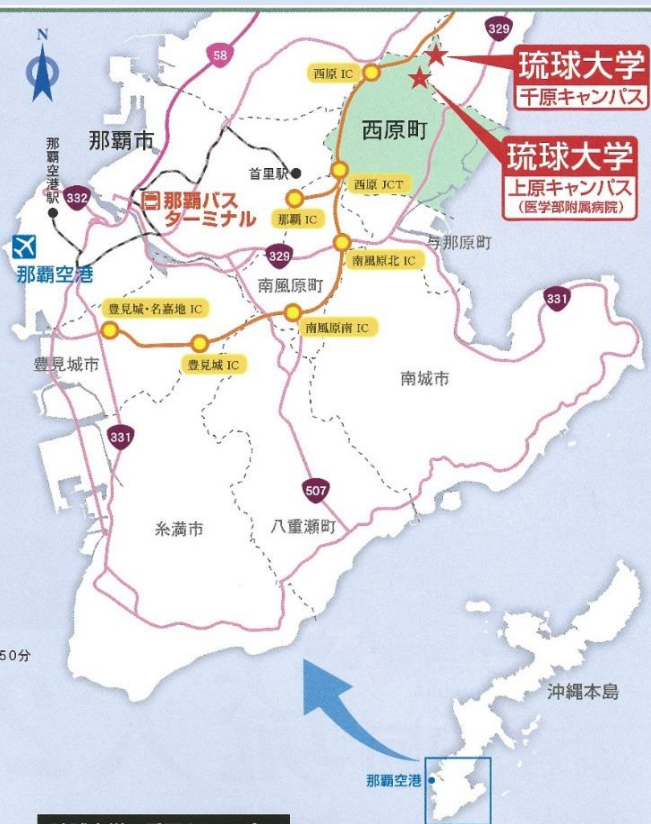 N
58
329
西原 IC
琉球大学
千原キャンパス
那覇市
西原町
琉球大学
上原キャンパス
(医学部附属病院)
那覇空港駅
332
首里駅
西原 JCT
那覇バス
ターミナル
那覇 IC
与那原町
那覇空港
329
南風原北 IC
南風原町
豊見城・名嘉地 IC
331
南風原南 IC
豊見城市
豊見城 IC
南城市
331
507
糸満市
八重瀬町
50分
沖縄本島
那覇空港